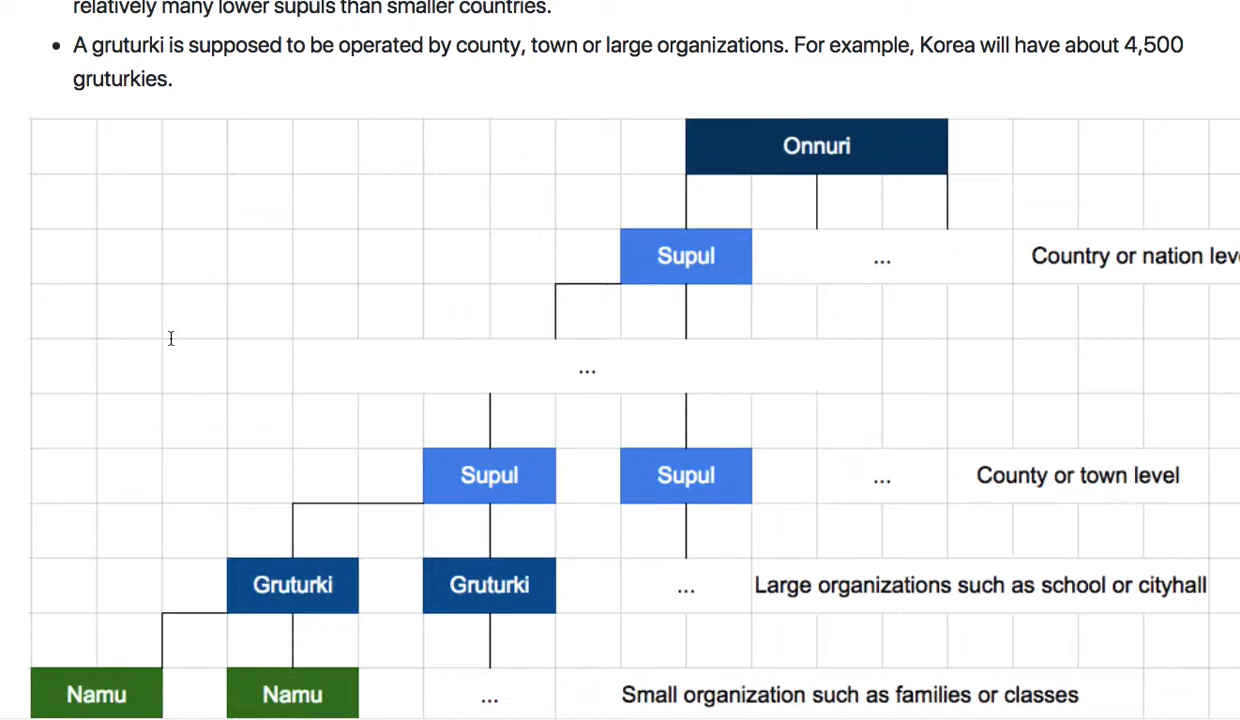 relatively many lower supuls than smaller countries.
• A gruturki is supposed to be operated by county, town or large organizations. For example, Korea will have about 4,500
gruturkies.
Onnuri
Supul ... Country or nation lev
...
Supul Supul ... County or town level
Gruturki Gruturki ... Large organizations such as school or cityhall
Namu Namu ... Small organization such as families or classes